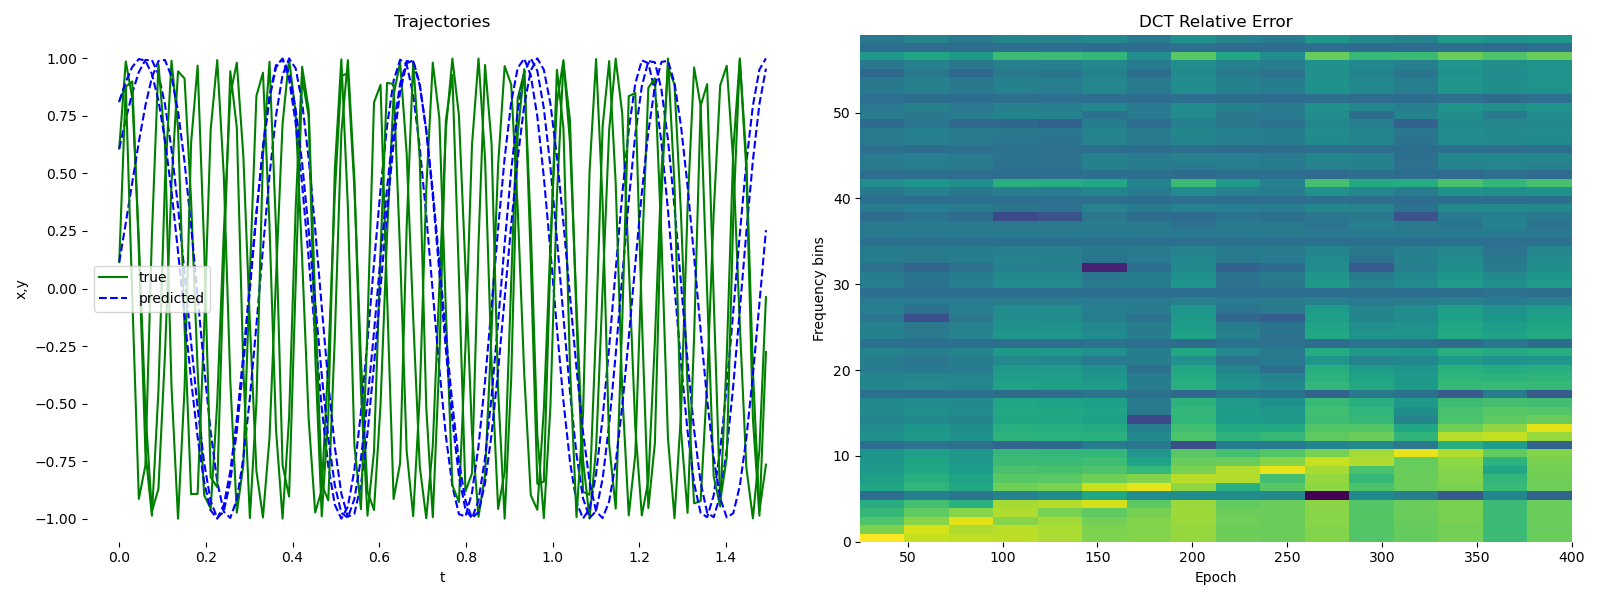 Trajectories
1.00
0.75
0.50
0.25
0.00
−0.25
−0.50
−0.75
−1.00
x,y
true
predicted
0.0 0.2 0.4 0.6 0.8 1.0 1.2 1.4
t
DCT Relative Error
50
40
30
20
10
0
Frequency bins
50 100 150 200 250 300 350 400
Epoch